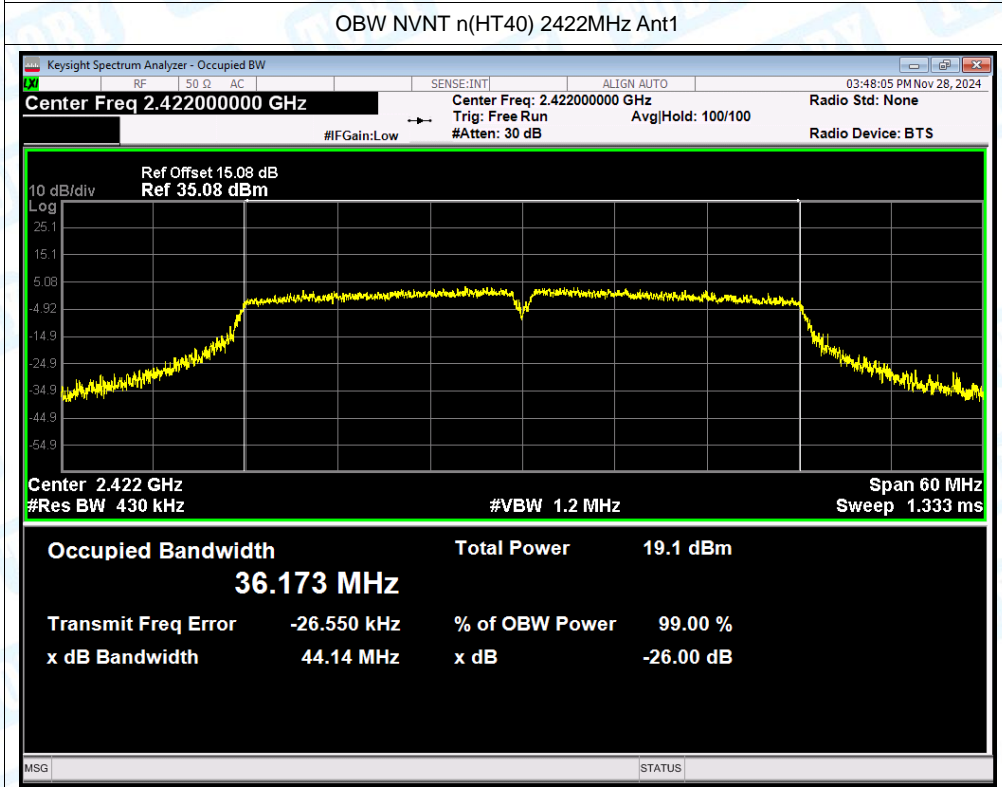 OBW NVNT n(HT40) 2422MHz Ant1
Keysight Spectrum Analyzer - Occupied BW
LXI RF 50 Ω AC SENSE:INT ALIGN AUTO 03:48:05 PM Nov 28, 2024
Center Freq 2.422000000 GHz Center Freq: 2.422000000 GHz Radio Std: None
Trig: Free Run Avg|Hold: 100/100
#IFGain:Low #Atten: 30 dB Radio Device: BTS
Ref Offset 15.08 dB
10 dB/div Ref 35.08 dBm
Log
25.1
15.1
5.08
-4.92
-14.9
-24.9
-34.9
-44.9
-54.9
Center 2.422 GHz Span 60 MHz
#Res BW 430 kHz #VBW 1.2 MHz Sweep 1.333 ms
Occupied Bandwidth Total Power 19.1 dBm
36.173 MHz
Transmit Freq Error -26.550 kHz % of OBW Power 99.00 %
x dB Bandwidth 44.14 MHz x dB -26.00 dB
MSG STATUS